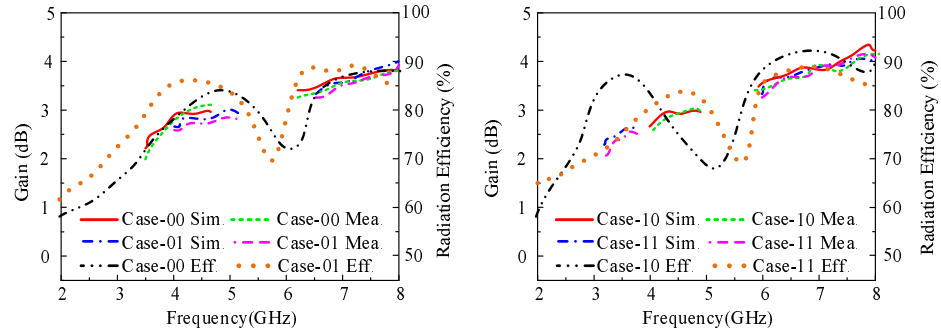 Gain (dB)
5
4
3
2
1
0
Radiation Efficiency (%)
100
90
80
70
60
50
Case-00 Sim. Case-00 Mea.
Case-01 Sim. Case-01 Mea.
Case-00 Eff. Case-01 Eff.
2 3 4 5 6 7 8
Frequency(GHz)
Gain (dB)
5
4
3
2
1
0
Radiation Efficiency (%)
100
90
80
70
60
50
Case-10 Sim. Case-10 Mea.
Case-11 Sim. Case-11 Mea.
Case-10 Eff. Case-11 Eff.
2 3 4 5 6 7 8
Frequency(GHz)